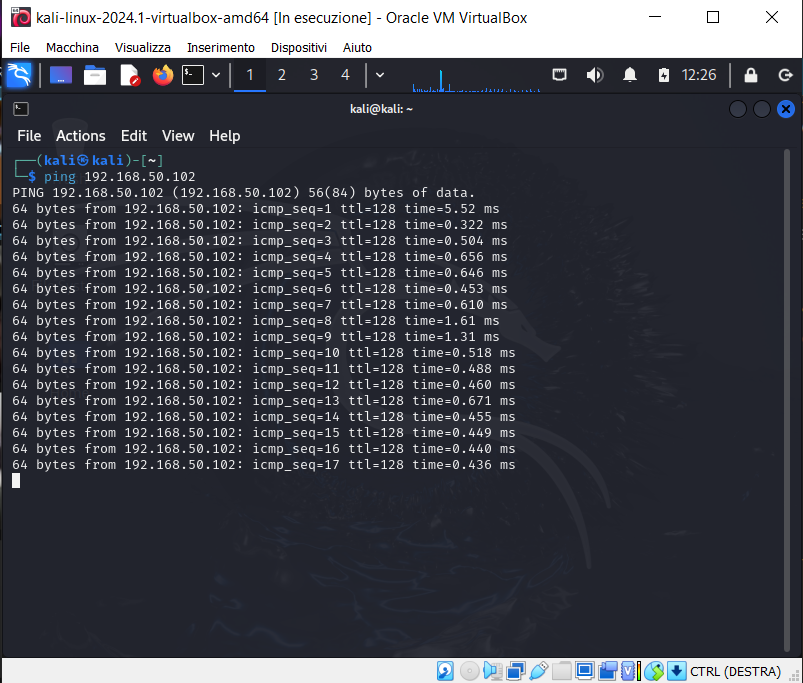 kali-linux-2024.1-virtualbox-amd64 [In esecuzione] - Oracle VM VirtualBox
File Macchina Visualizza Inserimento Dispositivi Aiuto
1 2 3 4 12:26
kali@kali: ~
File Actions Edit View Help
┌──(kali㉿kali)-[~]
└─$ ping 192.168.50.102
PING 192.168.50.102 (192.168.50.102) 56(84) bytes of data.
64 bytes from 192.168.50.102: icmp_seq=1 ttl=128 time=5.52 ms
64 bytes from 192.168.50.102: icmp_seq=2 ttl=128 time=0.322 ms
64 bytes from 192.168.50.102: icmp_seq=3 ttl=128 time=0.504 ms
64 bytes from 192.168.50.102: icmp_seq=4 ttl=128 time=0.656 ms
64 bytes from 192.168.50.102: icmp_seq=5 ttl=128 time=0.646 ms
64 bytes from 192.168.50.102: icmp_seq=6 ttl=128 time=0.453 ms
64 bytes from 192.168.50.102: icmp_seq=7 ttl=128 time=0.610 ms
64 bytes from 192.168.50.102: icmp_seq=8 ttl=128 time=1.61 ms
64 bytes from 192.168.50.102: icmp_seq=9 ttl=128 time=1.31 ms
64 bytes from 192.168.50.102: icmp_seq=10 ttl=128 time=0.518 ms
64 bytes from 192.168.50.102: icmp_seq=11 ttl=128 time=0.488 ms
64 bytes from 192.168.50.102: icmp_seq=12 ttl=128 time=0.460 ms
64 bytes from 192.168.50.102: icmp_seq=13 ttl=128 time=0.671 ms
64 bytes from 192.168.50.102: icmp_seq=14 ttl=128 time=0.455 ms
64 bytes from 192.168.50.102: icmp_seq=15 ttl=128 time=0.449 ms
64 bytes from 192.168.50.102: icmp_seq=16 ttl=128 time=0.440 ms
64 bytes from 192.168.50.102: icmp_seq=17 ttl=128 time=0.436 ms
CTRL (DESTRA)